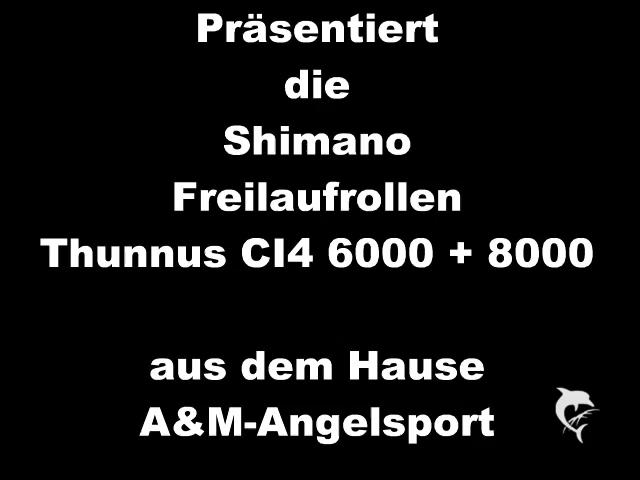 Präsentiert
die
Shimano
Freilaufrollen
Thunnus CI4 6000 + 8000
aus dem Hause
A&M-Angelsport